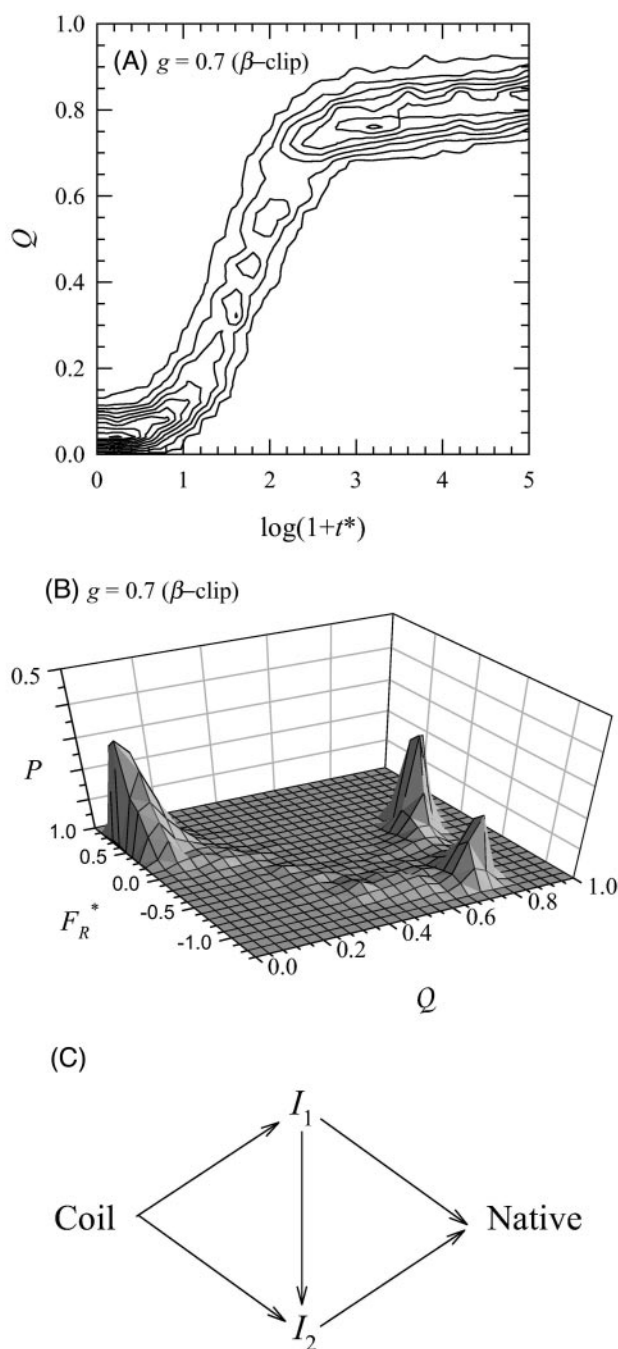 (A) g = 0.7 (β–clip)
1.0
0.8
0.6
0.4
0.2
0.0
Q
0 1 2 3 4 5
log(1+t*)
(B) g = 0.7 (β–clip)
0.5
P
1.0
0.5
0.0
-0.5
-1.0
F_R*
0.0 0.2 0.4 0.6 0.8 1.0
Q
(C)
I₁
Coil Native
I₂